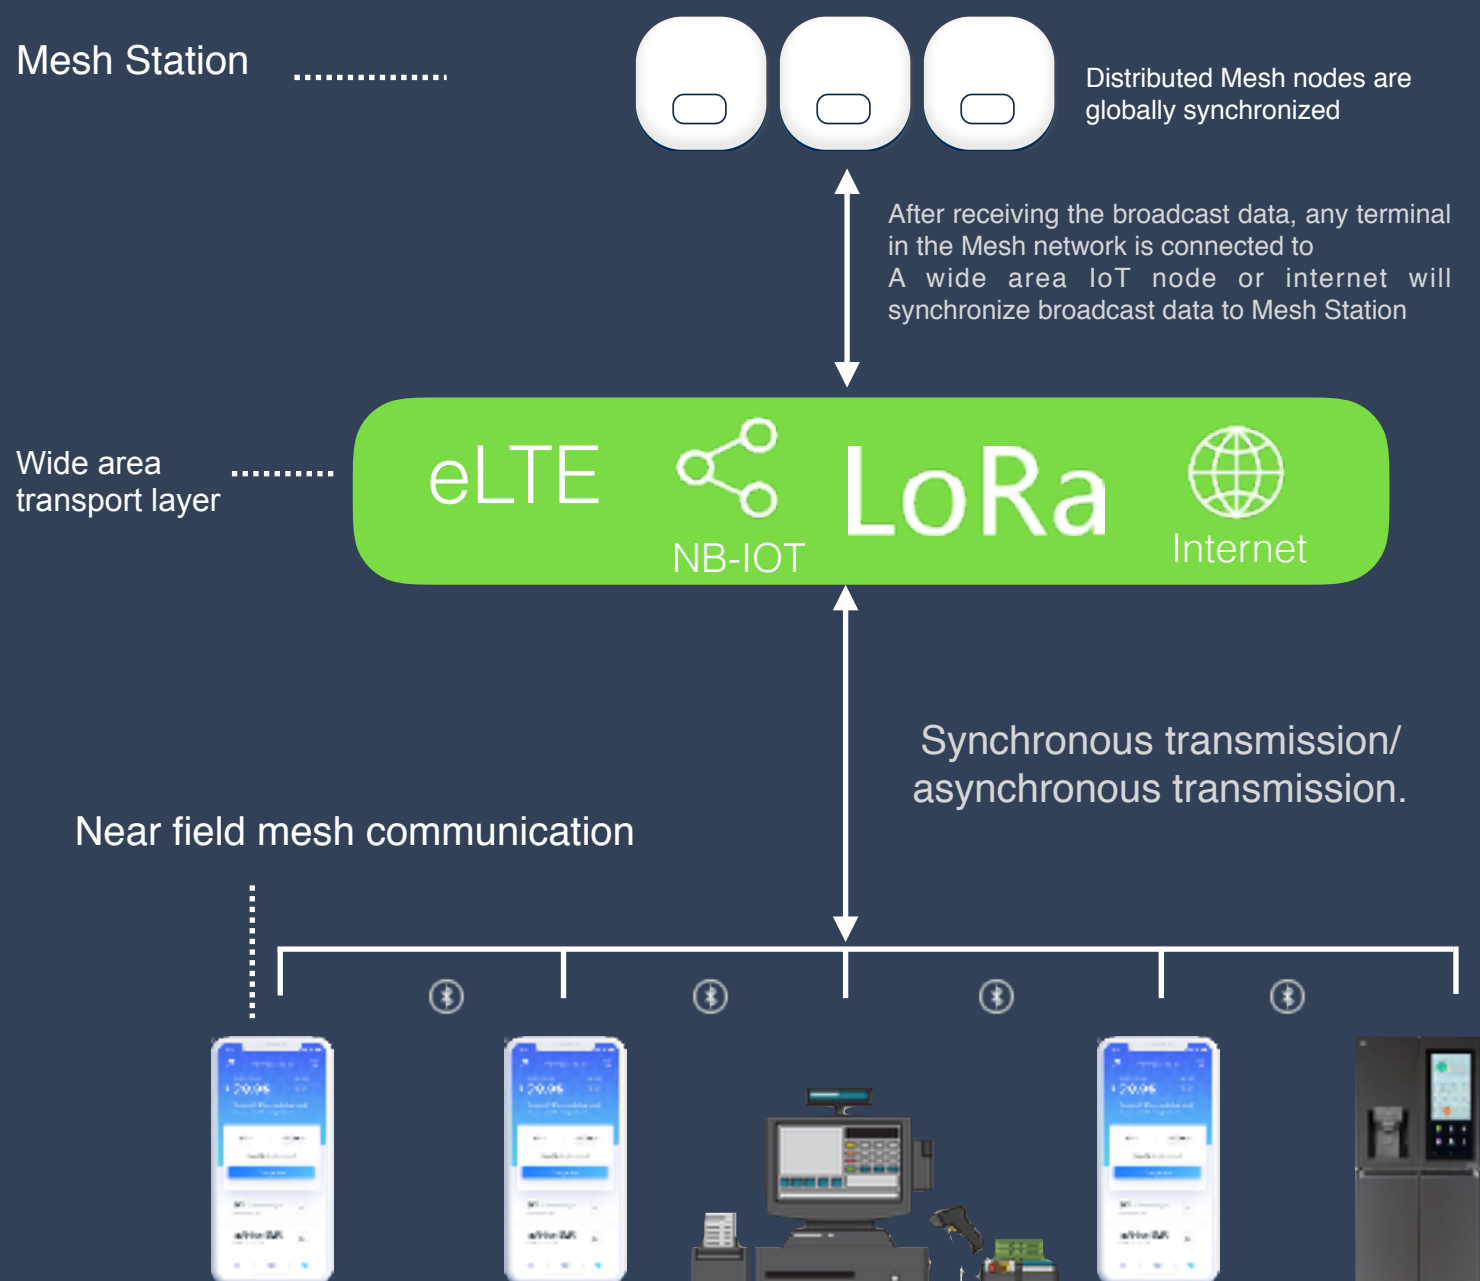 Mesh Station
Distributed Mesh nodes are
globally synchronized
After receiving the broadcast data, any terminal
in the Mesh network is connected to
A wide area IoT node or internet will
synchronize broadcast data to Mesh Station
Wide area
transport layer
eLTE
NB-IOT
LoRa
Internet
Synchronous transmission/
asynchronous transmission.
Near field mesh communication